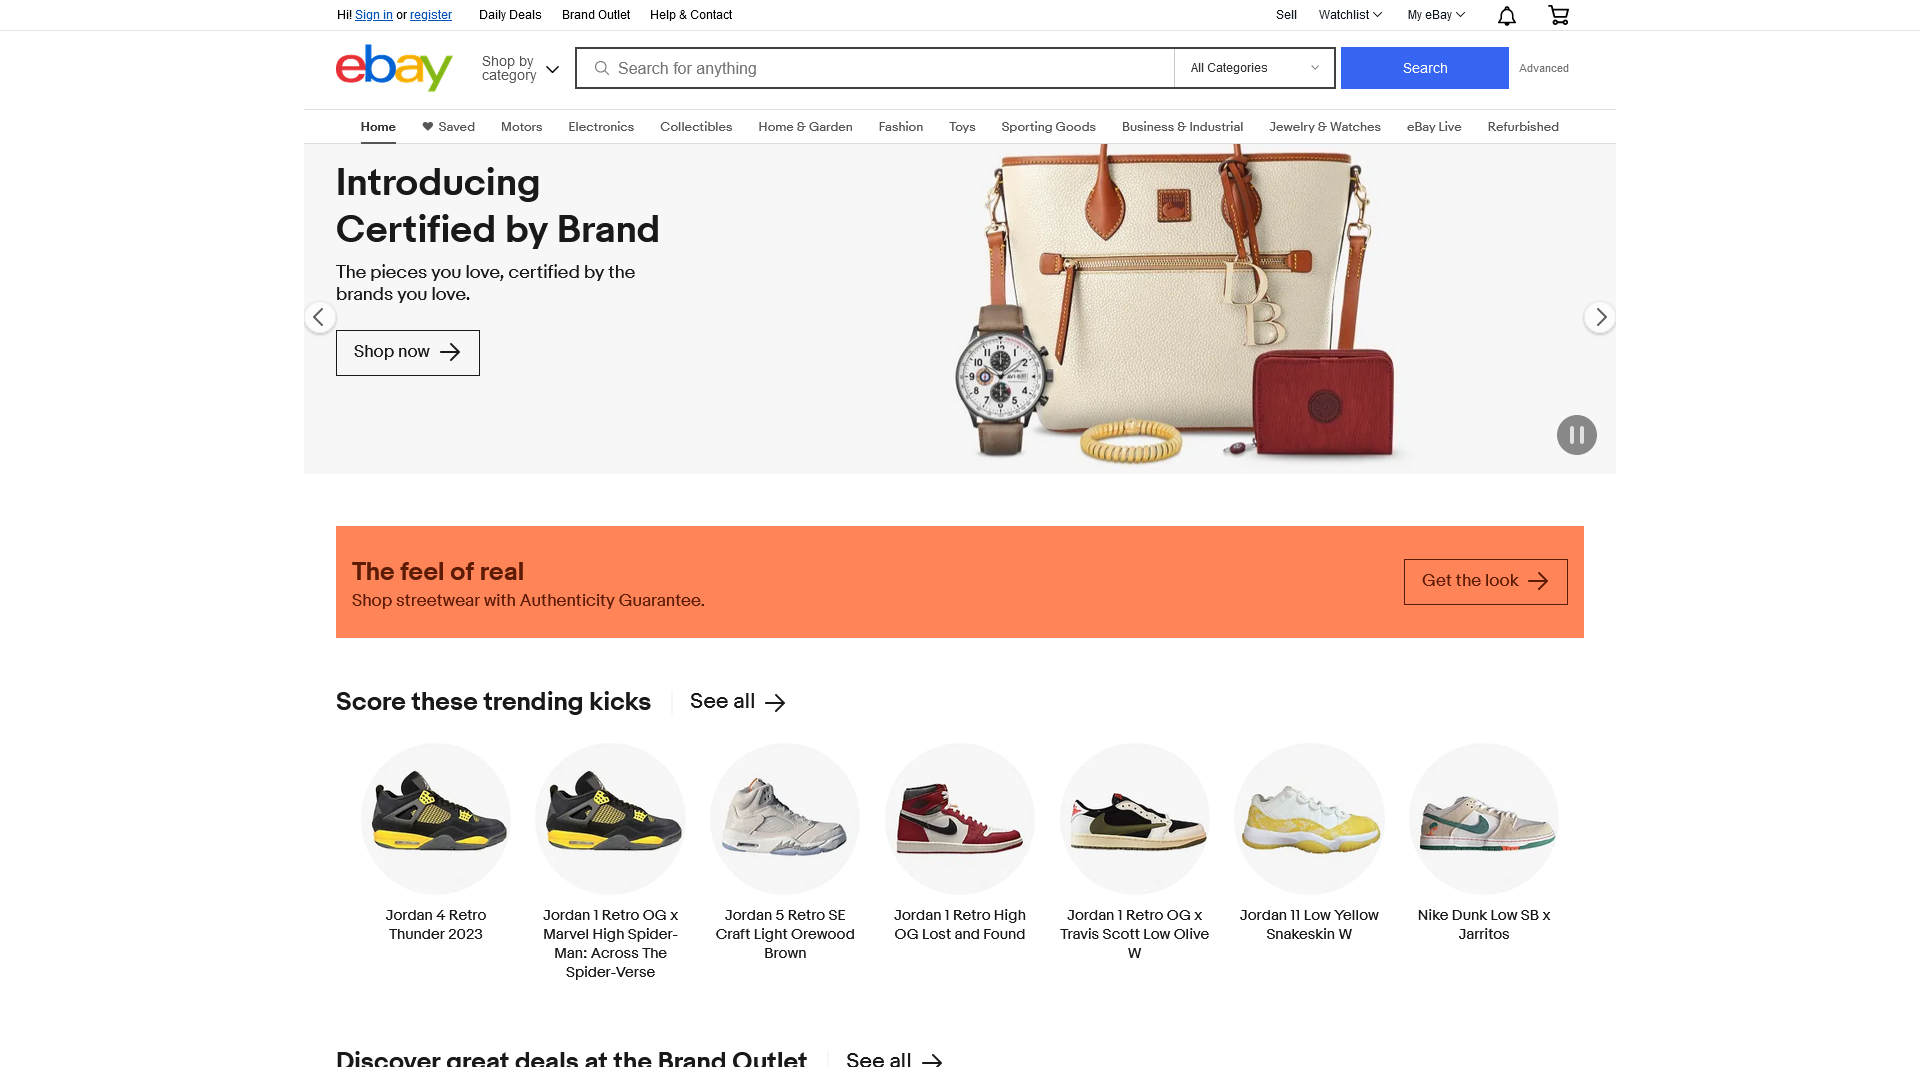 Hi! Sign in or register
Daily Deals
Brand Outlet
Help & Contact
Sell
Watchlist
My eBay
ebay
Shop by
category
Search for anything
All Categories
Search
Advanced
Home
Saved
Motors
Electronics
Collectibles
Home & Garden
Fashion
Toys
Sporting Goods
Business & Industrial
Jewelry & Watches
eBay Live
Refurbished
Introducing
Certified by Brand
The pieces you love, certified by the
brands you love.
Shop now
DB
The feel of real
Shop streetwear with Authenticity Guarantee.
Get the look
Score these trending kicks
See all
Jordan 4 Retro
Thunder 2023
Jordan 1 Retro OG x
Marvel High Spider-
Man: Across The
Spider-Verse
Jordan 5 Retro SE
Craft Light Orewood
Brown
Jordan 1 Retro High
OG Lost and Found
Jordan 1 Retro OG x
Travis Scott Low Olive
W
Jordan 11 Low Yellow
Snakeskin W
Nike Dunk Low SB x
Jarritos
Discover great deals at the Brand Outlet
See all